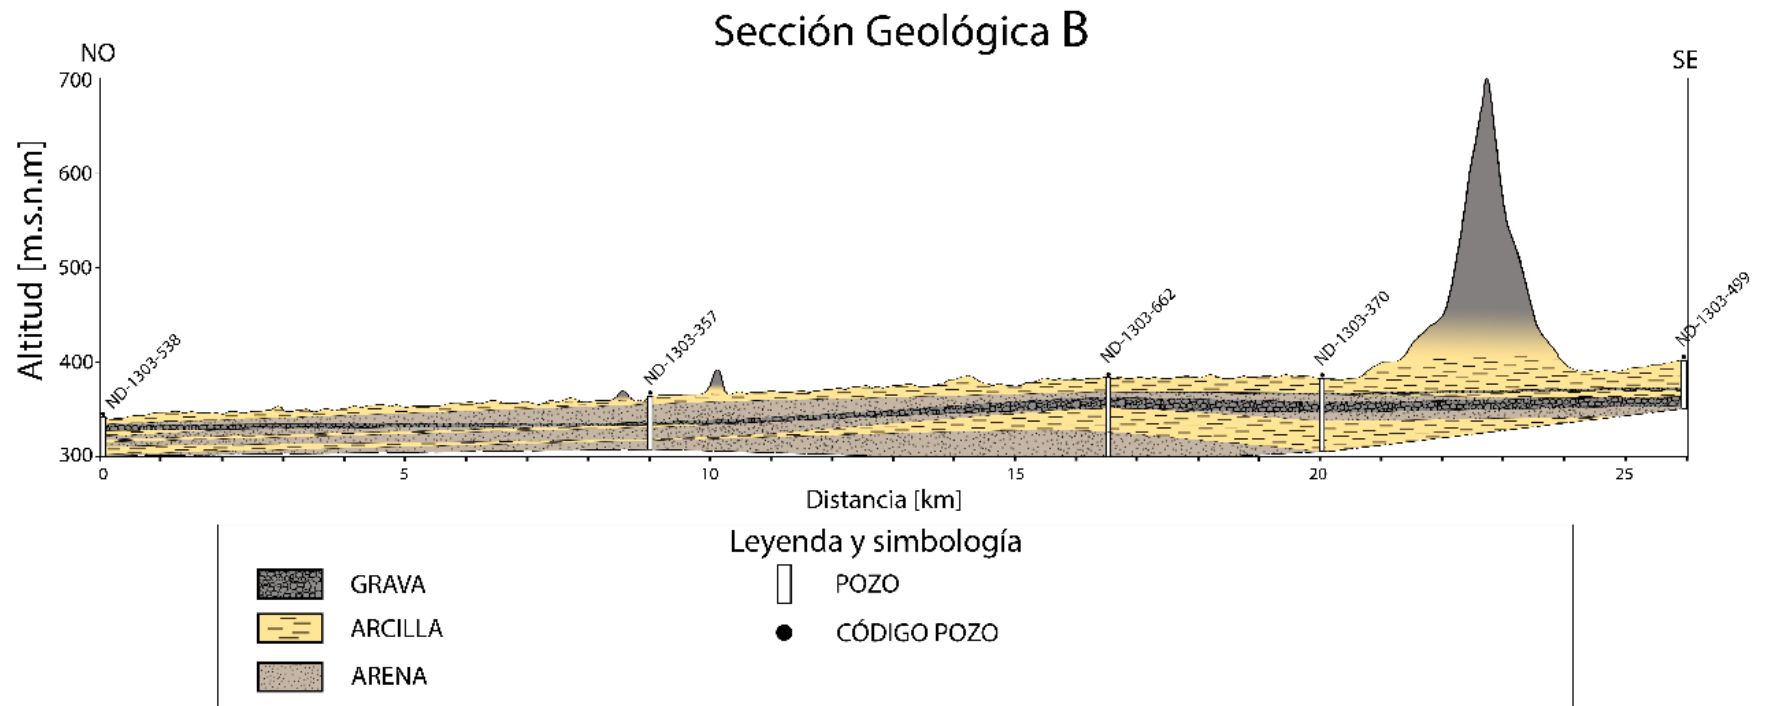 Sección Geológica B
NO
SE
700
600
500
400
300
Altitud [m.s.n.m]
ND-1303-538
ND-1303-357
ND-1303-662
ND-1303-370
ND-1303-499
0 5 10 15 20 25
Distancia [km]
Leyenda y simbología
GRAVA
POZO
ARCILLA
CÓDIGO POZO
ARENA